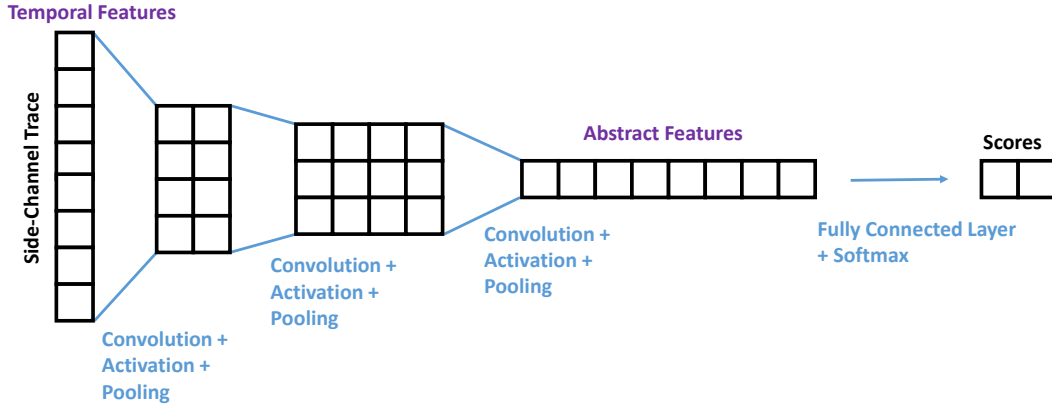 Temporal Features
Side-Channel Trace
Convolution +
Activation +
Pooling
Convolution +
Activation +
Pooling
Convolution +
Activation +
Pooling
Abstract Features
Fully Connected Layer
+ Softmax
Scores